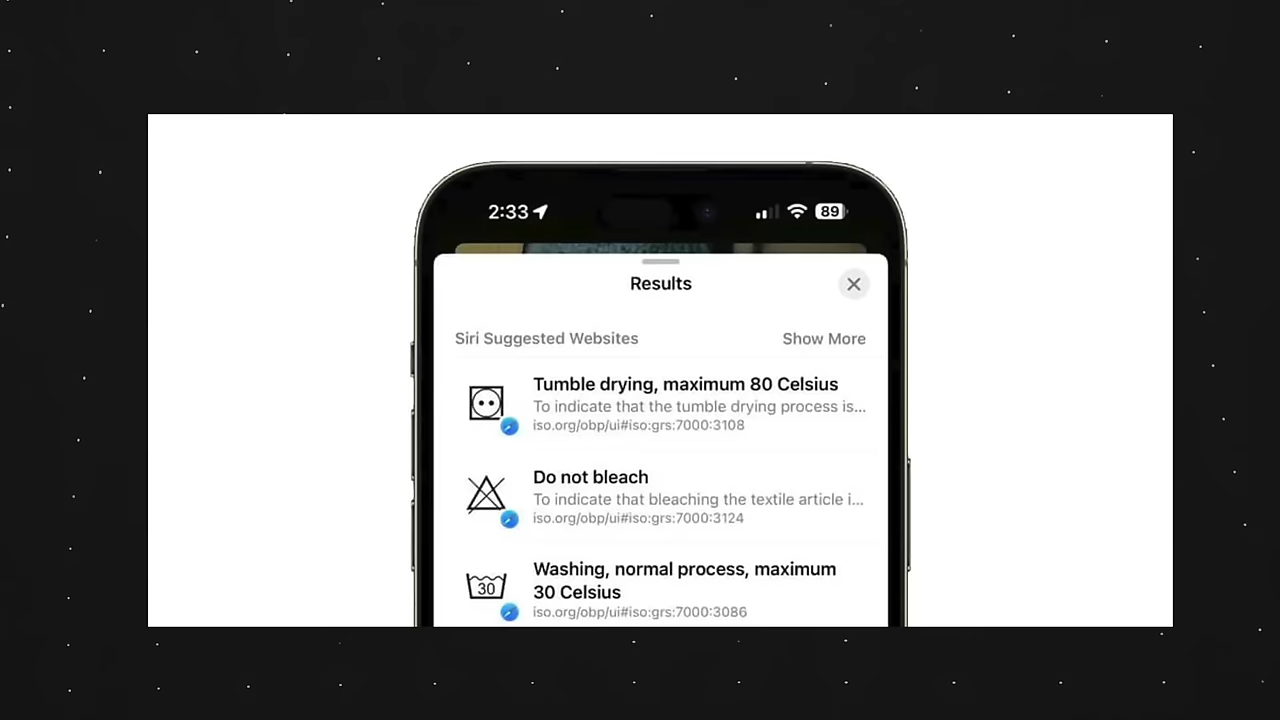 2:33
89
Results
Siri Suggested Websites
Show More
Tumble drying, maximum 80 Celsius
To indicate that the tumble drying process is...
iso.org/obp/ui#iso:grs:7000:3108
Do not bleach
To indicate that bleaching the textile article i...
iso.org/obp/ui#iso:grs:7000:3124
30
Washing, normal process, maximum
30 Celsius
iso.org/obp/ui#iso:grs:7000:3086